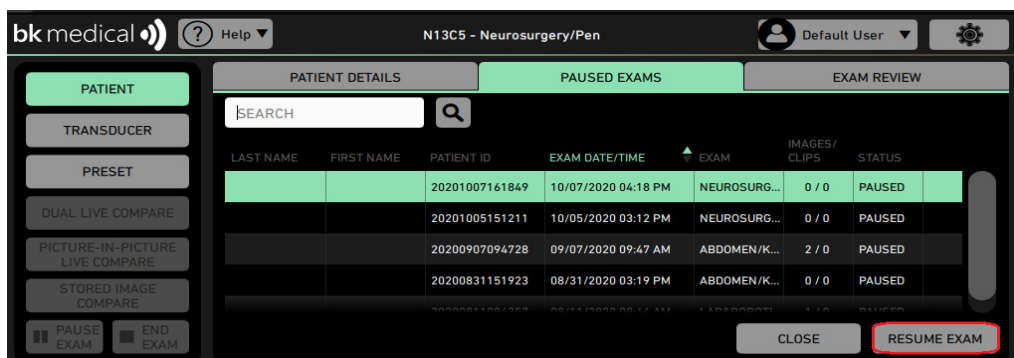 bk medical ? Help N13C5 - Neurosurgery/Pen Default User
PATIENT
TRANSDUCER
PRESET
DUAL LIVE COMPARE
PICTURE-IN-PICTURE
LIVE COMPARE
STORED IMAGE
COMPARE
PAUSE
EXAM
END
EXAM
PATIENT DETAILS PAUSED EXAMS EXAM REVIEW
SEARCH
LAST NAME FIRST NAME PATIENT ID EXAM DATE/TIME EXAM IMAGES/
CLIPS STATUS
20201007161849 10/07/2020 04:18 PM NEUROSURG... 0 / 0 PAUSED
20201005151211 10/05/2020 03:12 PM NEUROSURG... 0 / 0 PAUSED
20200907094728 09/07/2020 09:47 AM ABDOMEN/K... 2 / 0 PAUSED
20200831151923 08/31/2020 03:19 PM ABDOMEN/K... 0 / 0 PAUSED
CLOSE RESUME EXAM